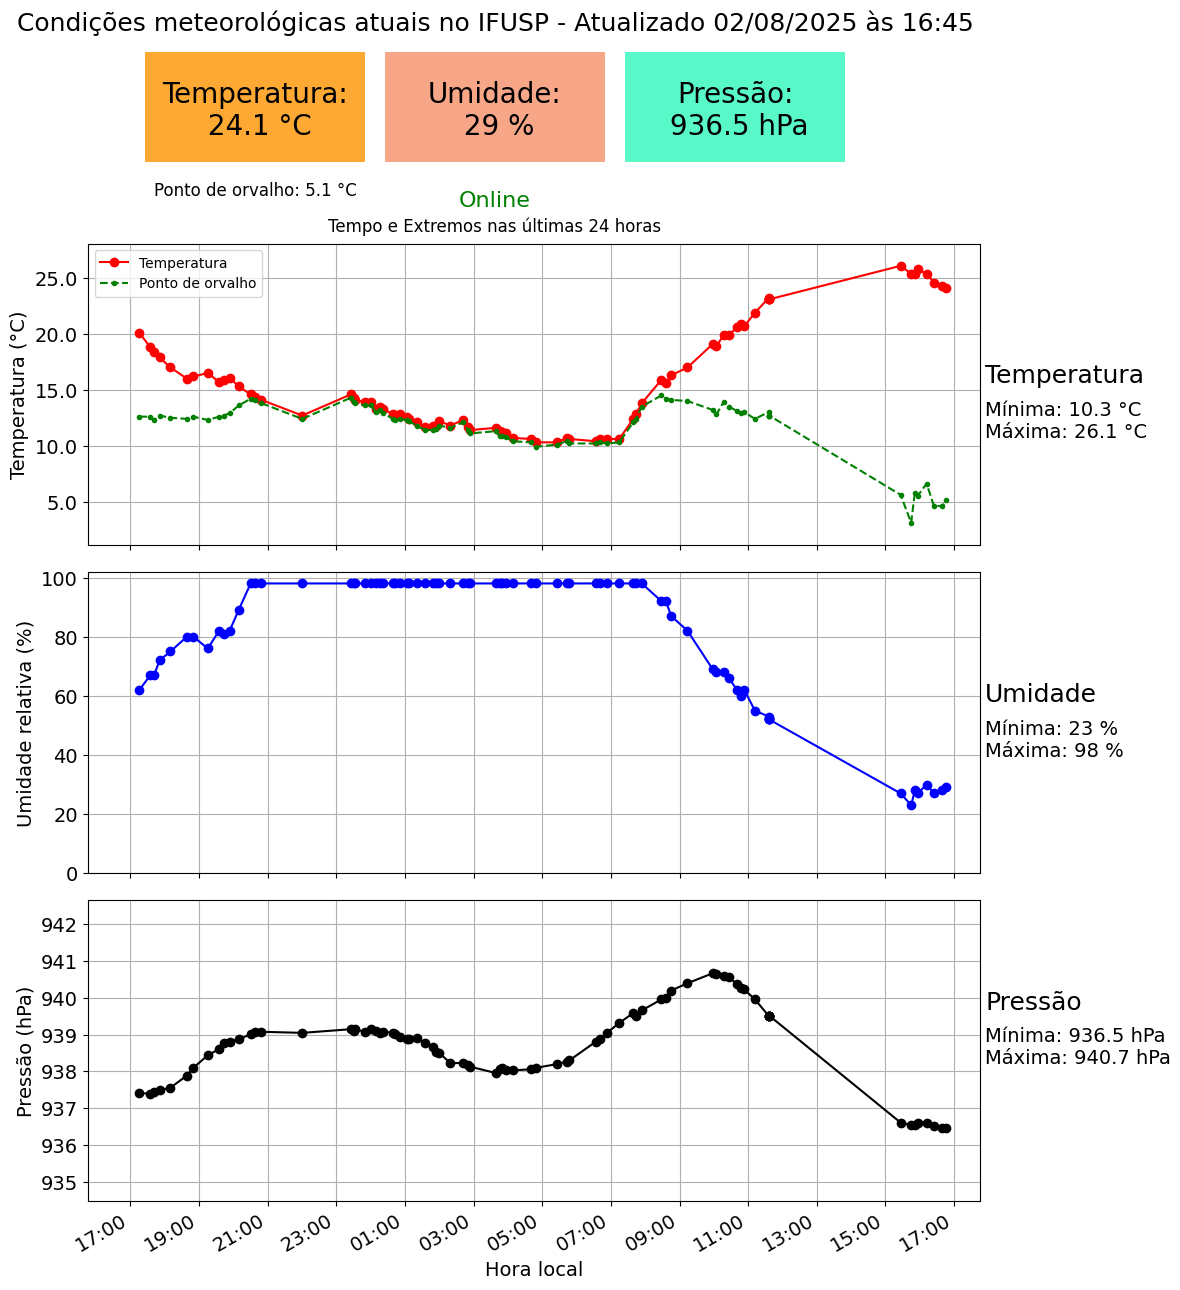 Condições meteorológicas atuais no IFUSP - Atualizado 02/08/2025 às 16:45
Temperatura:
24.1 °C
Umidade:
29 %
Pressão:
936.5 hPa
Ponto de orvalho: 5.1 °C
Online
Tempo e Extremos nas últimas 24 horas
Temperatura
Ponto de orvalho
Temperatura (°C)
25.0
20.0
15.0
10.0
5.0
Temperatura
Mínima: 10.3 °C
Máxima: 26.1 °C
Umidade relativa (%)
100
80
60
40
20
0
Umidade
Mínima: 23 %
Máxima: 98 %
Pressão (hPa)
942
941
940
939
938
937
936
935
Pressão
Mínima: 936.5 hPa
Máxima: 940.7 hPa
17:00 19:00 21:00 23:00 01:00 03:00 05:00 07:00 09:00 11:00 13:00 15:00 17:00
Hora local